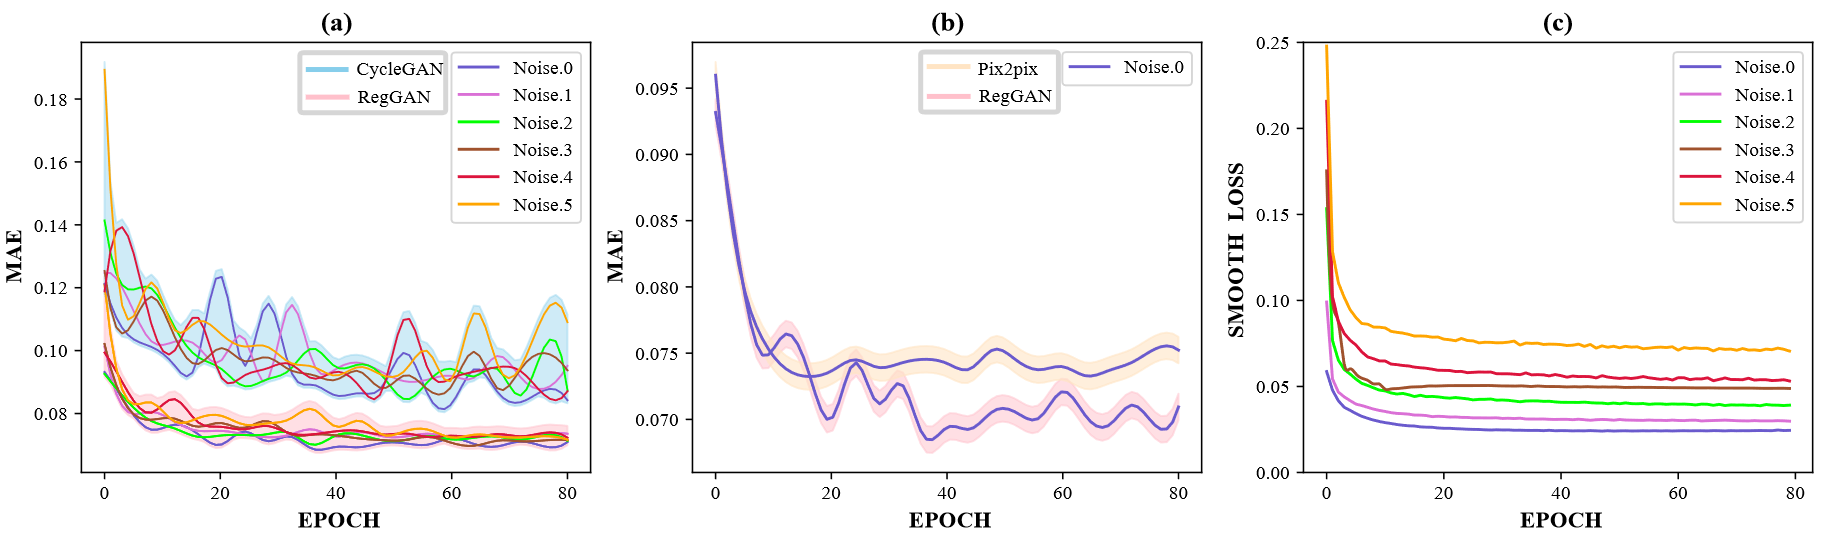 (a)
CycleGAN
RegGAN
Noise.0
Noise.1
Noise.2
Noise.3
Noise.4
Noise.5
MAE
0.18
0.16
0.14
0.12
0.10
0.08
0 20 40 60 80
EPOCH
(b)
Pix2pix
RegGAN
Noise.0
MAE
0.095
0.090
0.085
0.080
0.075
0.070
0 20 40 60 80
EPOCH
(c)
Noise.0
Noise.1
Noise.2
Noise.3
Noise.4
Noise.5
SMOOTH LOSS
0.25
0.20
0.15
0.10
0.05
0.00
0 20 40 60 80
EPOCH